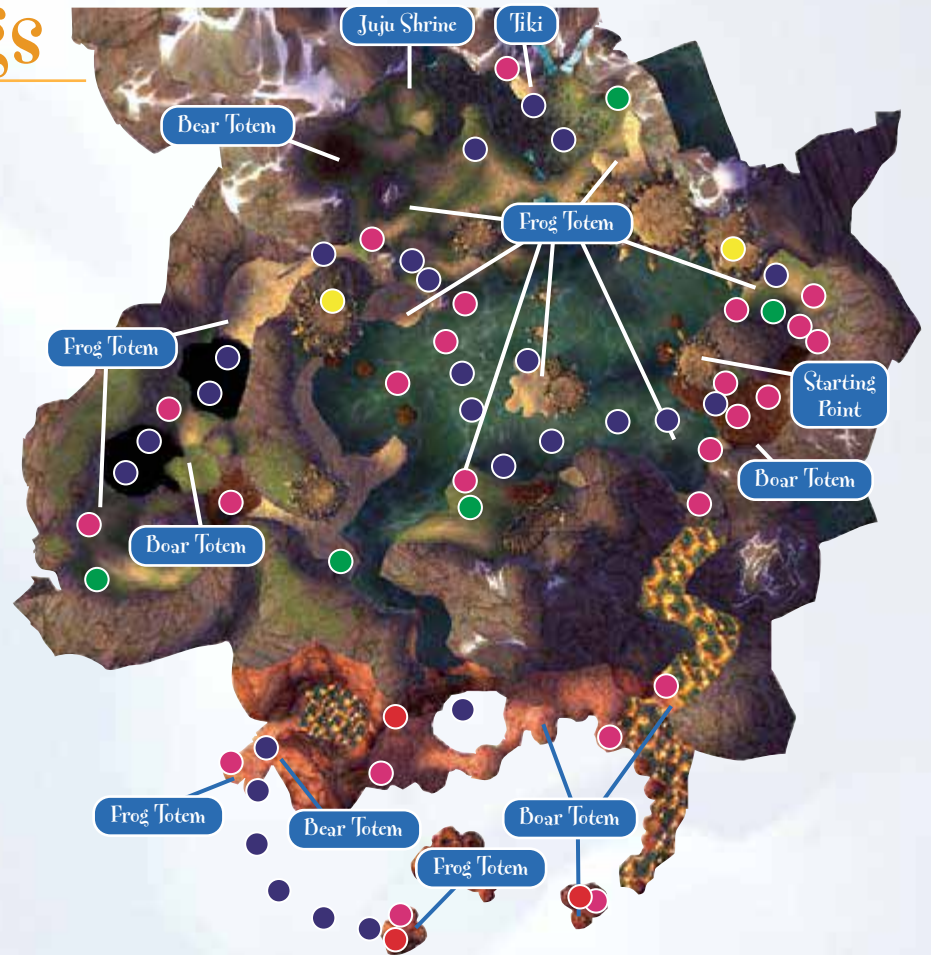 gs
Juju Shrine
Tiki
Bear Totem
Frog Totem
Frog Totem
Starting
Point
Boar Totem
Boar Totem
Frog Totem
Bear Totem
Boar Totem
Frog Totem